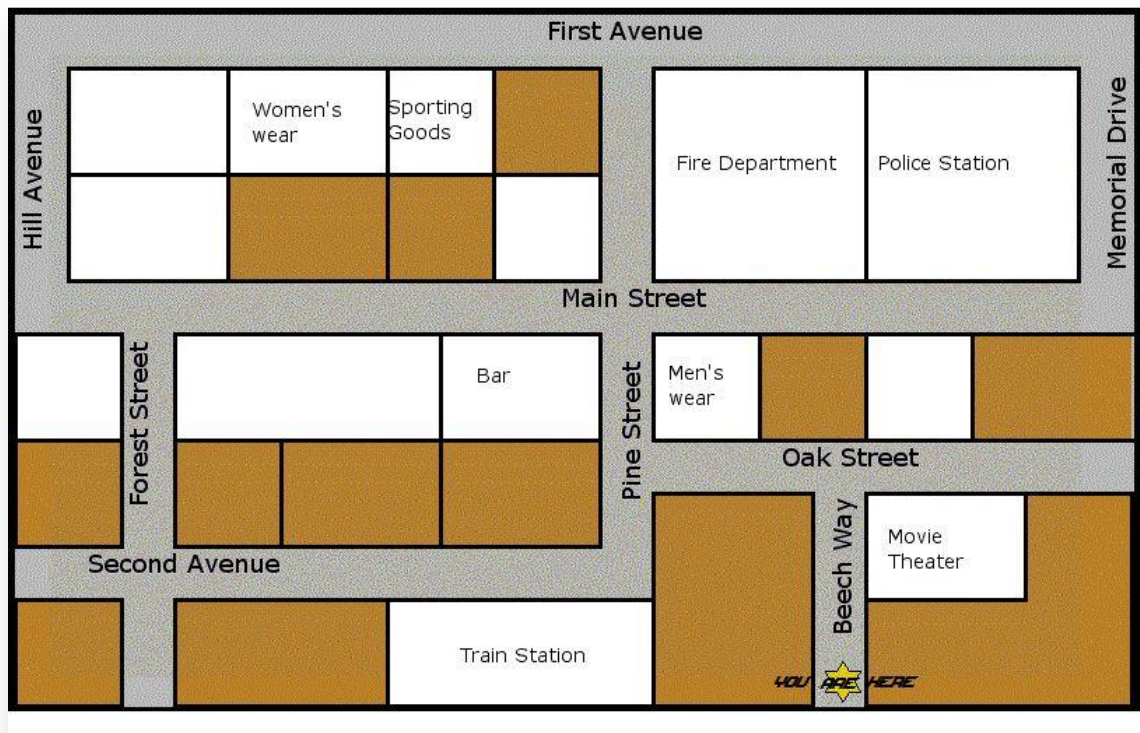 First Avenue
Women's
wear
Sporting
Goods
Hill Avenue
Fire Department
Police Station
Memorial Drive
Main Street
Forest Street
Bar
Pine Street
Men's
wear
Oak Street
Second Avenue
Beech Way
Movie
Theater
Train Station
YOU ARE HERE